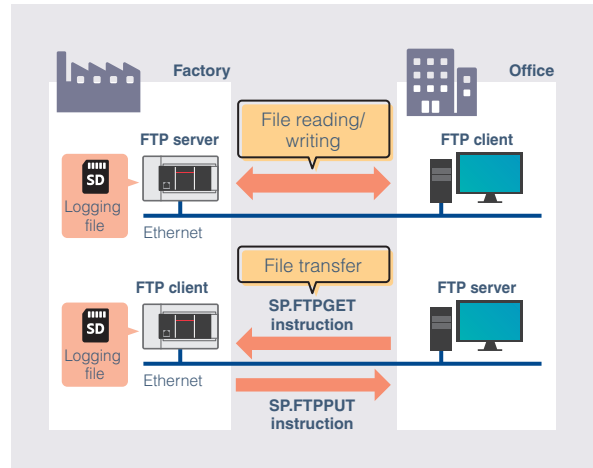 Factory
Office
File reading/
writing
FTP server
FTP client
SD
Logging
file
Ethernet
File transfer
FTP client
FTP server
SP.FTPGET
instruction
SD
Logging
file
Ethernet
SP.FTPPUT
instruction